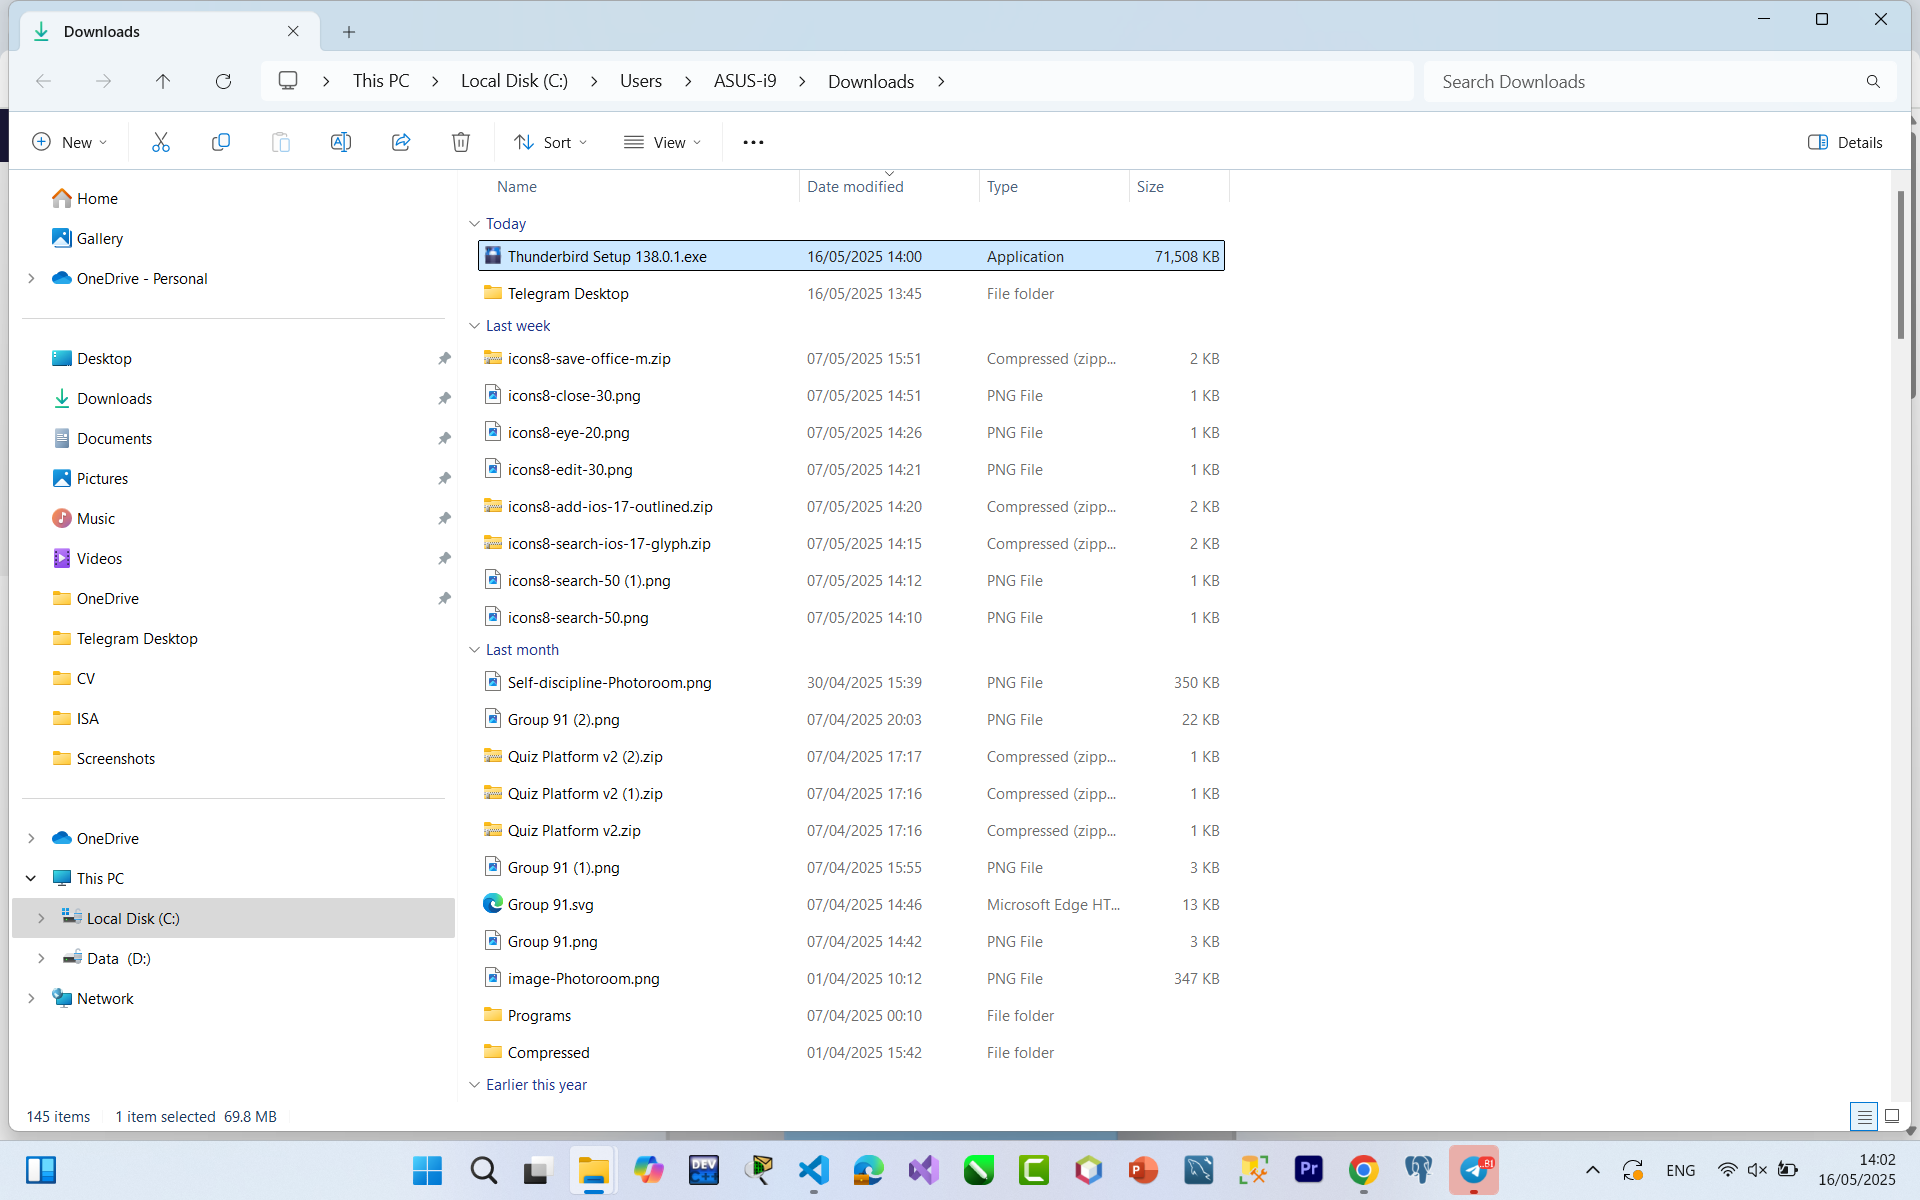 Downloads
This PC
Local Disk (C:)
Users
ASUS-i9
Downloads
Search Downloads
New
Sort
View
Details
Home
Gallery
OneDrive - Personal
Desktop
Downloads
Documents
Pictures
Music
Videos
OneDrive
Telegram Desktop
CV
ISA
Screenshots
OneDrive
This PC
Local Disk (C:)
Data (D:)
Network
Name Date modified Type Size
Today
Thunderbird Setup 138.0.1.exe 16/05/2025 14:00 Application 71,508 KB
Telegram Desktop 16/05/2025 13:45 File folder
Last week
icons8-save-office-m.zip 07/05/2025 15:51 Compressed (zipp... 2 KB
icons8-close-30.png 07/05/2025 14:51 PNG File 1 KB
icons8-eye-20.png 07/05/2025 14:26 PNG File 1 KB
icons8-edit-30.png 07/05/2025 14:21 PNG File 1 KB
icons8-add-ios-17-outlined.zip 07/05/2025 14:20 Compressed (zipp... 2 KB
icons8-search-ios-17-glyph.zip 07/05/2025 14:15 Compressed (zipp... 2 KB
icons8-search-50 (1).png 07/05/2025 14:12 PNG File 1 KB
icons8-search-50.png 07/05/2025 14:10 PNG File 1 KB
Last month
Self-discipline-Photoroom.png 30/04/2025 15:39 PNG File 350 KB
Group 91 (2).png 07/04/2025 20:03 PNG File 22 KB
Quiz Platform v2 (2).zip 07/04/2025 17:17 Compressed (zipp... 1 KB
Quiz Platform v2 (1).zip 07/04/2025 17:16 Compressed (zipp... 1 KB
Quiz Platform v2.zip 07/04/2025 17:16 Compressed (zipp... 1 KB
Group 91 (1).png 07/04/2025 15:55 PNG File 3 KB
Group 91.svg 07/04/2025 14:46 Microsoft Edge HT... 13 KB
Group 91.png 07/04/2025 14:42 PNG File 3 KB
image-Photoroom.png 01/04/2025 10:12 PNG File 347 KB
Programs 07/04/2025 00:10 File folder
Compressed 01/04/2025 15:42 File folder
Earlier this year
145 items 1 item selected 69.8 MB
DEV
Pr
81
ENG
14:02
16/05/2025